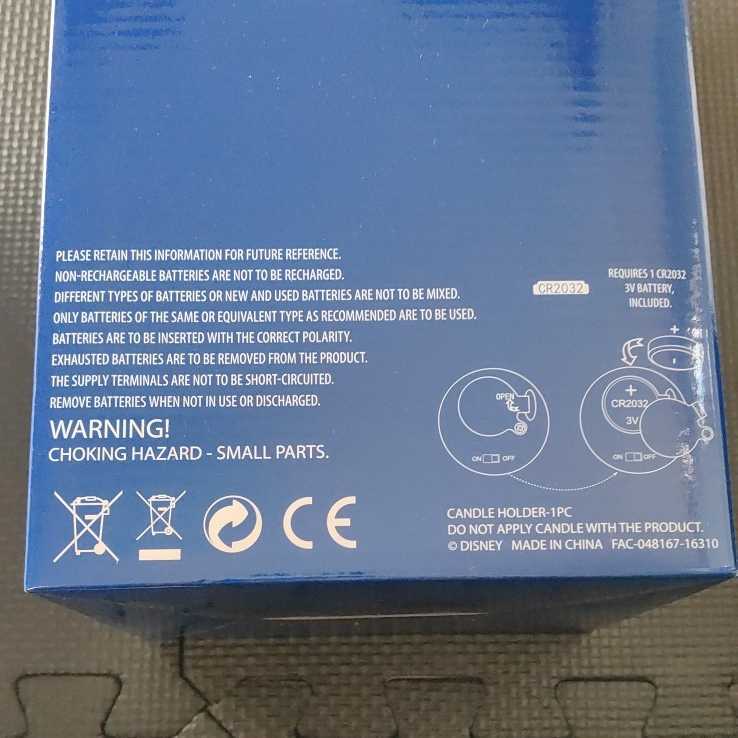 PLEASE RETAIN THIS INFORMATION FOR FUTURE REFERENCE.
NON-RECHARGEABLE BATTERIES ARE NOT TO BE RECHARGED.
DIFFERENT TYPES OF BATTERIES OR NEW AND USED BATTERIES ARE NOT TO BE MIXED.
ONLY BATTERIES OF THE SAME OR EQUIVALENT TYPE AS RECOMMENDED ARE TO BE USED.
BATTERIES ARE TO BE INSERTED WITH THE CORRECT POLARITY.
EXHAUSTED BATTERIES ARE TO BE REMOVED FROM THE PRODUCT.
THE SUPPLY TERMINALS ARE NOT TO BE SHORT-CIRCUITED.
REMOVE BATTERIES WHEN NOT IN USE OR DISCHARGED.
WARNING!
CHOKING HAZARD - SMALL PARTS.
CE
CR2032
REQUIRES 1 CR2032
3V BATTERY,
INCLUDED.
OPEN
ON OFF
+
-
+
CR2032
3V
ON OFF
CANDLE HOLDER-1PC
DO NOT APPLY CANDLE WITH THE PRODUCT.
© DISNEY MADE IN CHINA FAC-048167-16310